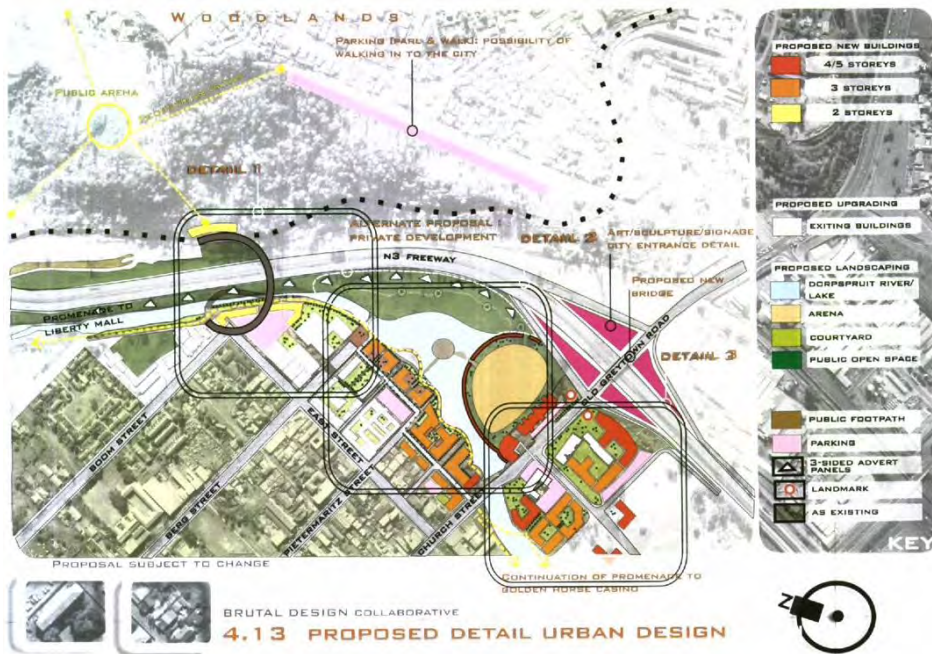 WOODLANDS
PARKING (PARL & WALK): POSSIBILITY OF
WALKING IN TO THE CITY
PUBLIC ARENA
DETAIL 1
ALTERNATE PROPOSAL
PRIVATE DEVELOPMENT
N3 FREEWAY
DETAIL 2
ART/SCULPTURE/SIGNAGE
CITY ENTRANCE DETAIL
PROPOSED NEW
BRIDGE
DETAIL 3
PROMENADE TO
LIBERTY MALL
OLD GREYTOWN ROAD
BOOM STREET
BERG STREET
EAST STREET
PIETERMARITZ STREET
CHURCH STREET
PROPOSAL SUBJECT TO CHANGE
CONTINUATION OF PROMENADE TO
GOLDEN HORSE CASINO
PROPOSED NEW BUILDINGS
4/5 STOREYS
3 STOREYS
2 STOREYS
PROPOSED UPGRADING
EXITING BUILDINGS
PROPOSED LANDSCAPING
DORPSPRUIT RIVER/
LAKE
ARENA
COURTYARD
PUBLIC OPEN SPACE
PUBLIC FOOTPATH
PARKING
3-SIDED ADVERT
PANELS
LANDMARK
AS EXISTING
KEY
BRUTAL DESIGN COLLABORATIVE
4.13 PROPOSED DETAIL URBAN DESIGN
N